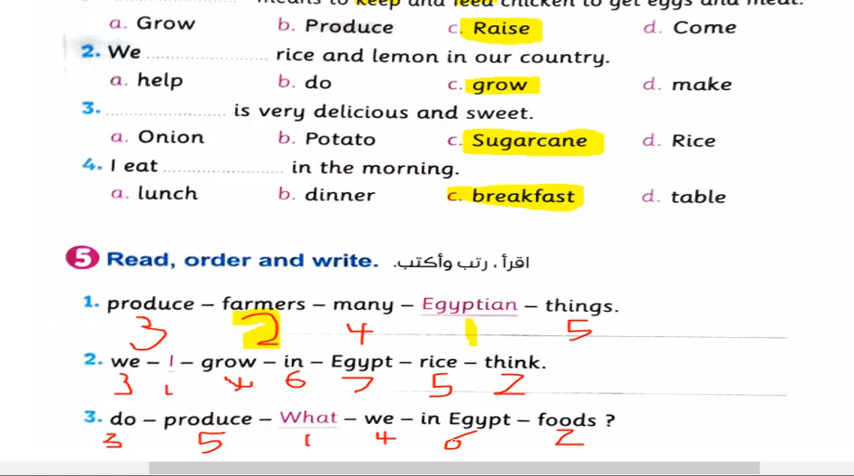 means to keep and feed chicken to get eggs and meat.
a. Grow b. Produce c. Raise d. Come
2. We .................... rice and lemon in our country.
a. help b. do c. grow d. make
3. .................... is very delicious and sweet.
a. Onion b. Potato c. Sugarcane d. Rice
4. I eat .................... in the morning.
a. lunch b. dinner c. breakfast d. table
5 Read, order and write. اقرأ، رتب وأكتب.
1. produce – farmers – many – Egyptian – things.
3 2 4 1 5
2. we – I – grow – in – Egypt – rice – think.
3 1 4 6 7 5 2
3. do – produce – What – we – in Egypt – foods ?
3 5 1 4 6 2